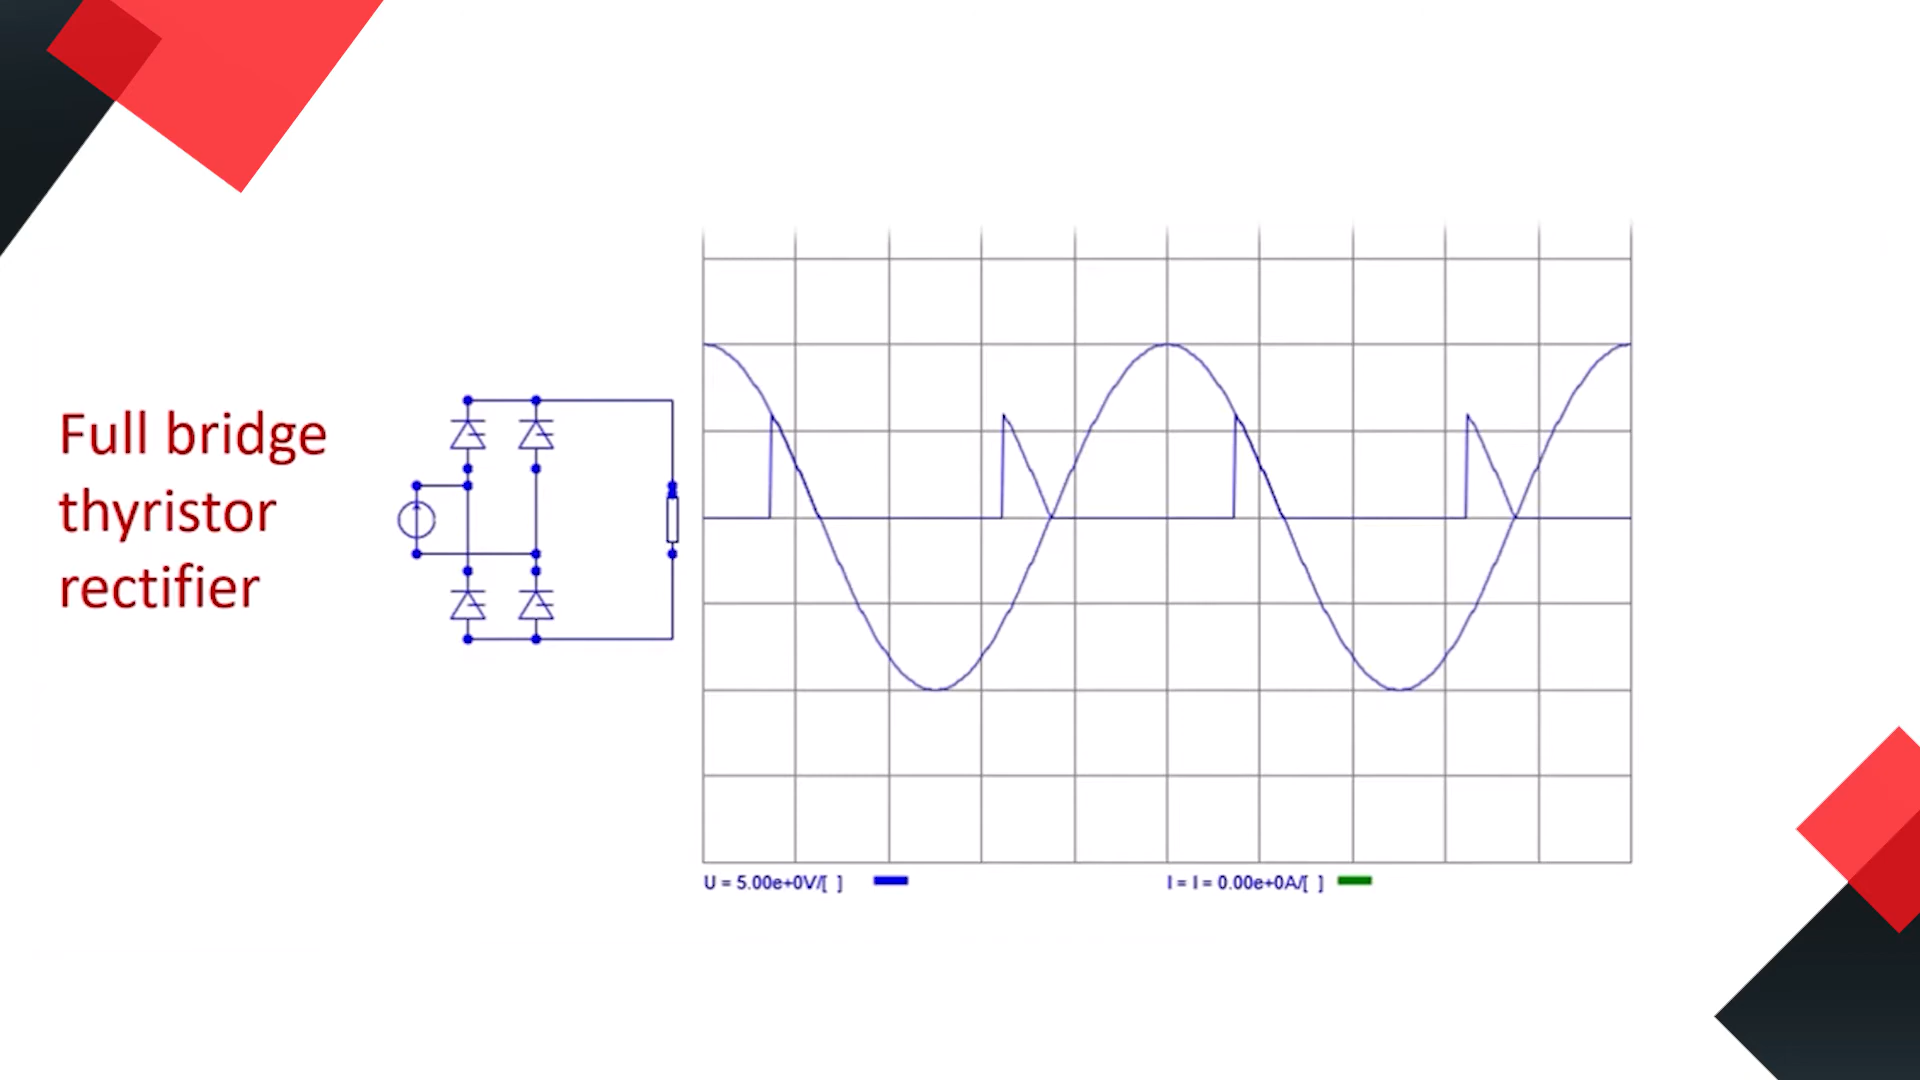 Full bridge
thyristor
rectifier
U = 5.00e+0V/[ ]
I = I = 0.00e+0A/[ ]